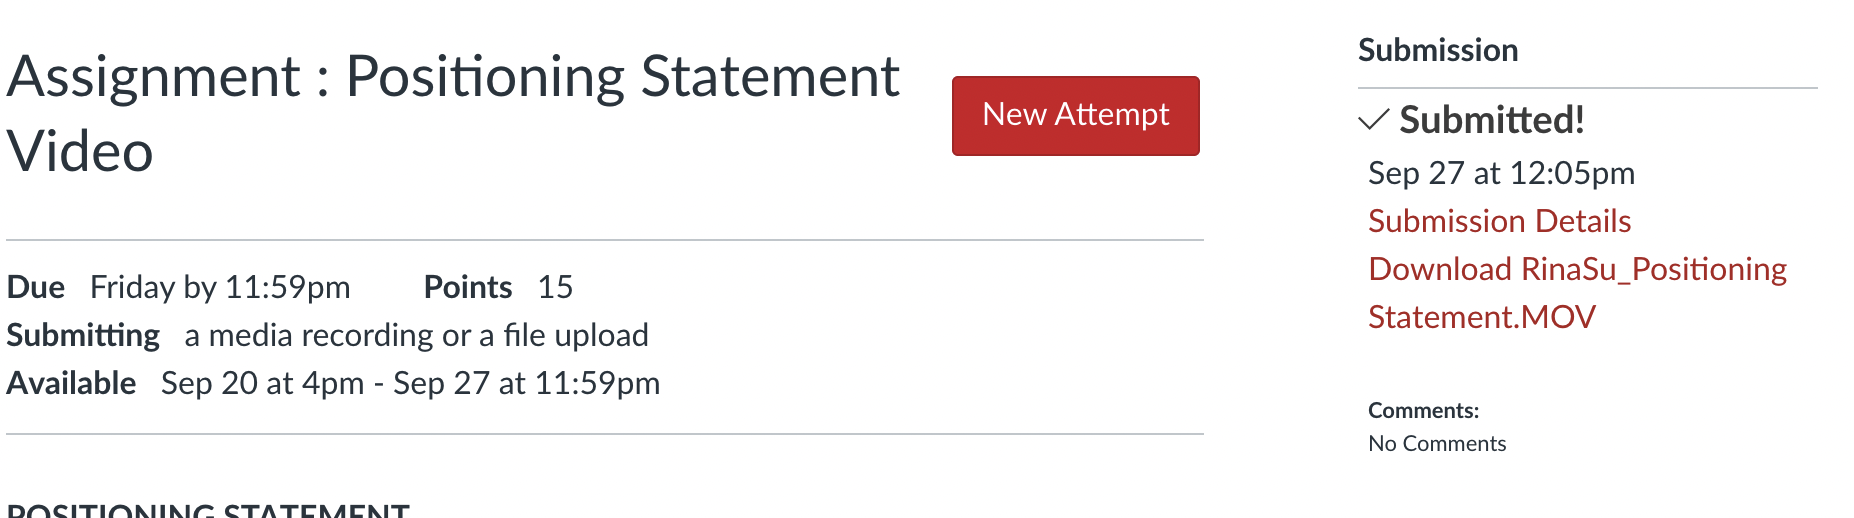 Assignment : Positioning Statement
Video
New Attempt
Due Friday by 11:59pm Points 15
Submitting a media recording or a file upload
Available Sep 20 at 4pm - Sep 27 at 11:59pm
POSITIONING STATEMENT
Submission
✓ Submitted!
Sep 27 at 12:05pm
Submission Details
Download RinaSu_Positioning
Statement.MOV
Comments:
No Comments